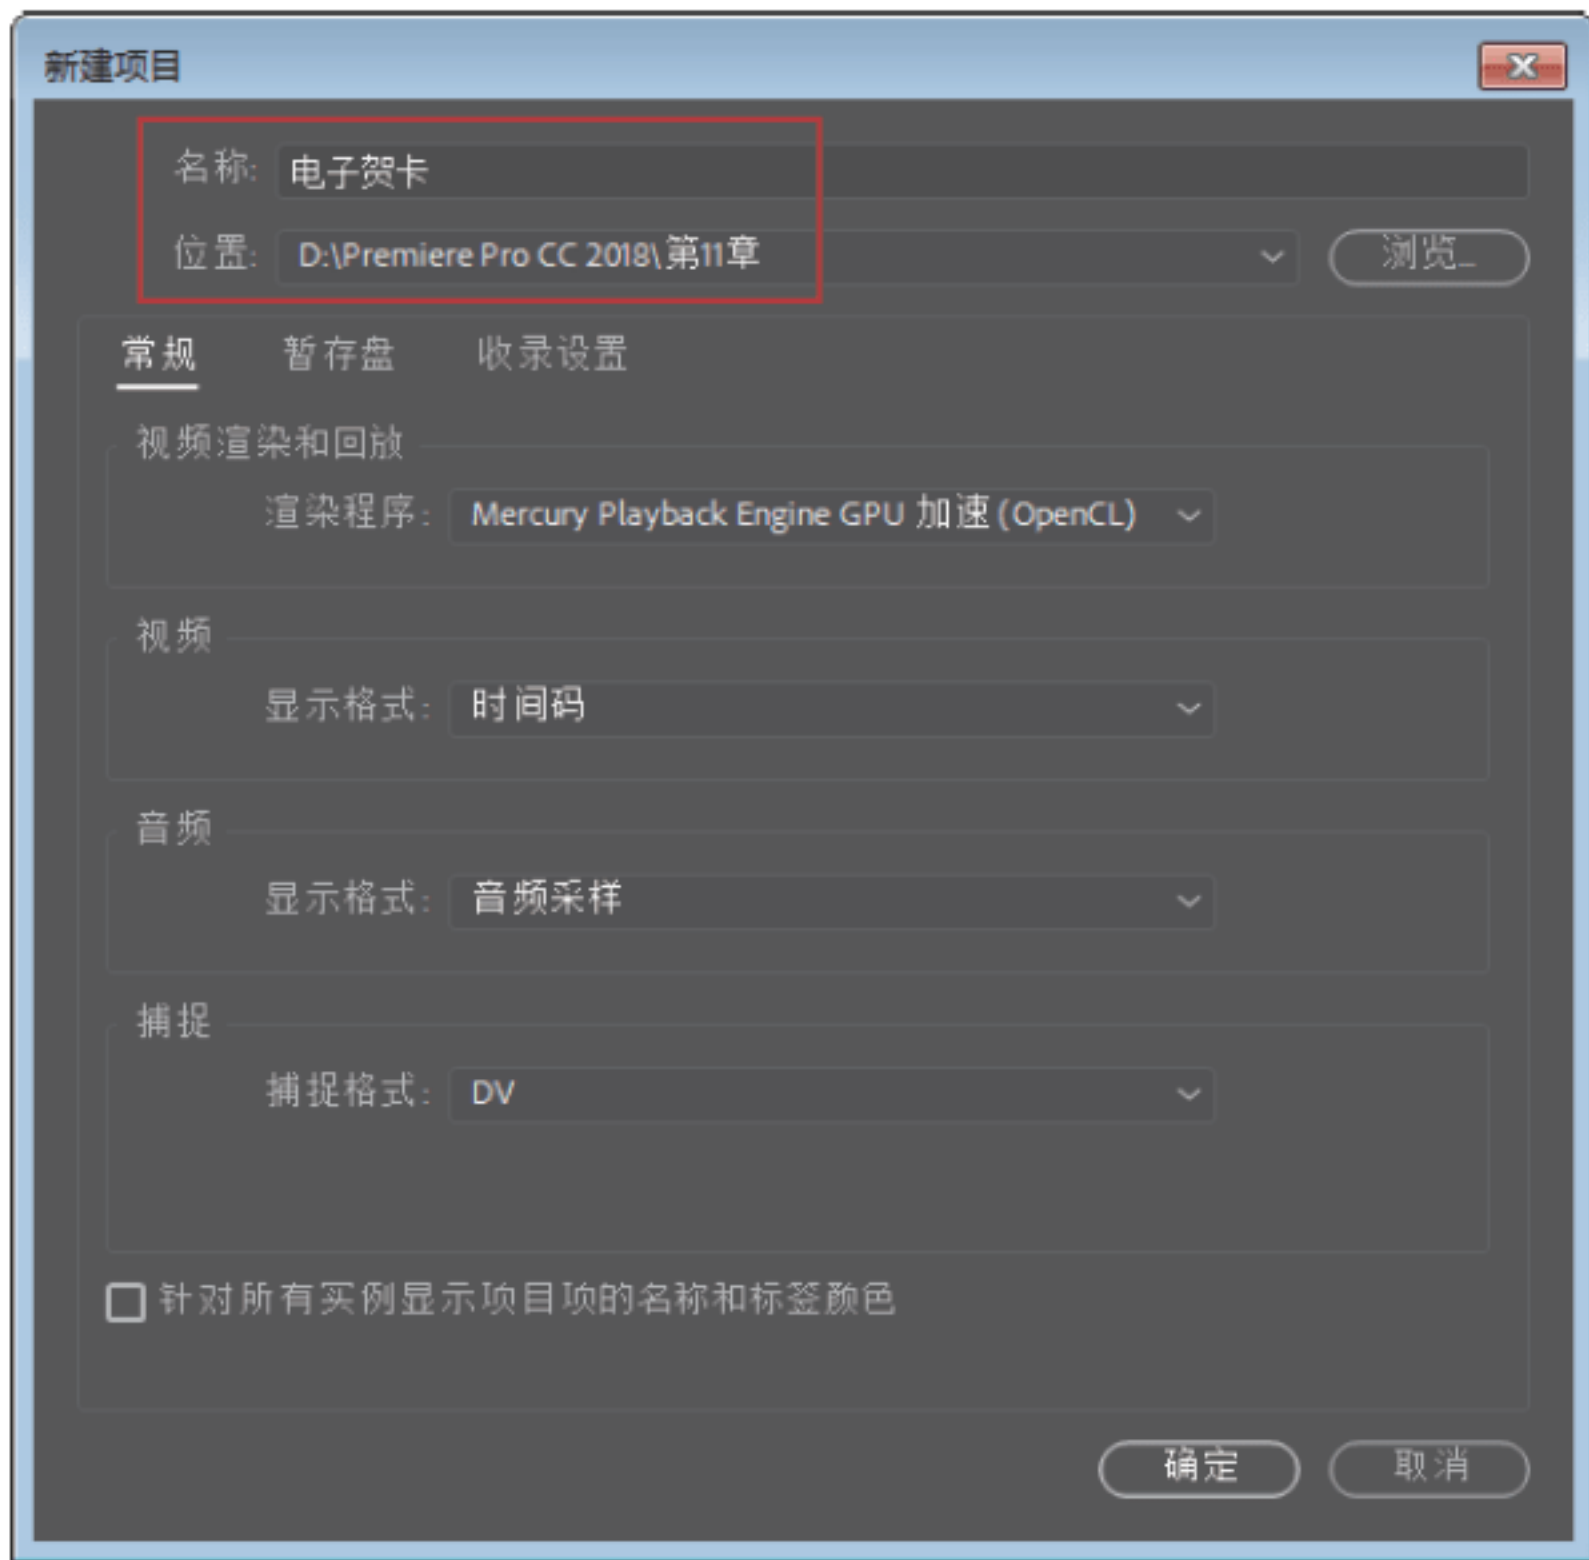 新建项目
名称: 电子贺卡
位置: D:\Premiere Pro CC 2018\第11章 浏览...
常规 暂存盘 收录设置
视频渲染和回放
渲染程序: Mercury Playback Engine GPU 加速 (OpenCL)
视频
显示格式: 时间码
音频
显示格式: 音频采样
捕捉
捕捉格式: DV
针对所有实例显示项目项的名称和标签颜色
确定 取消